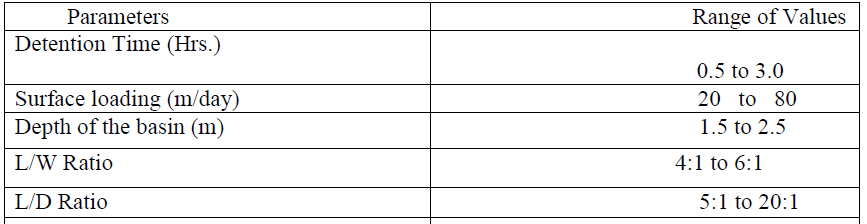 Parameters Range of Values
Detention Time (Hrs.)
0.5 to 3.0
Surface loading (m/day) 20 to 80
Depth of the basin (m) 1.5 to 2.5
L/W Ratio 4:1 to 6:1
L/D Ratio 5:1 to 20:1